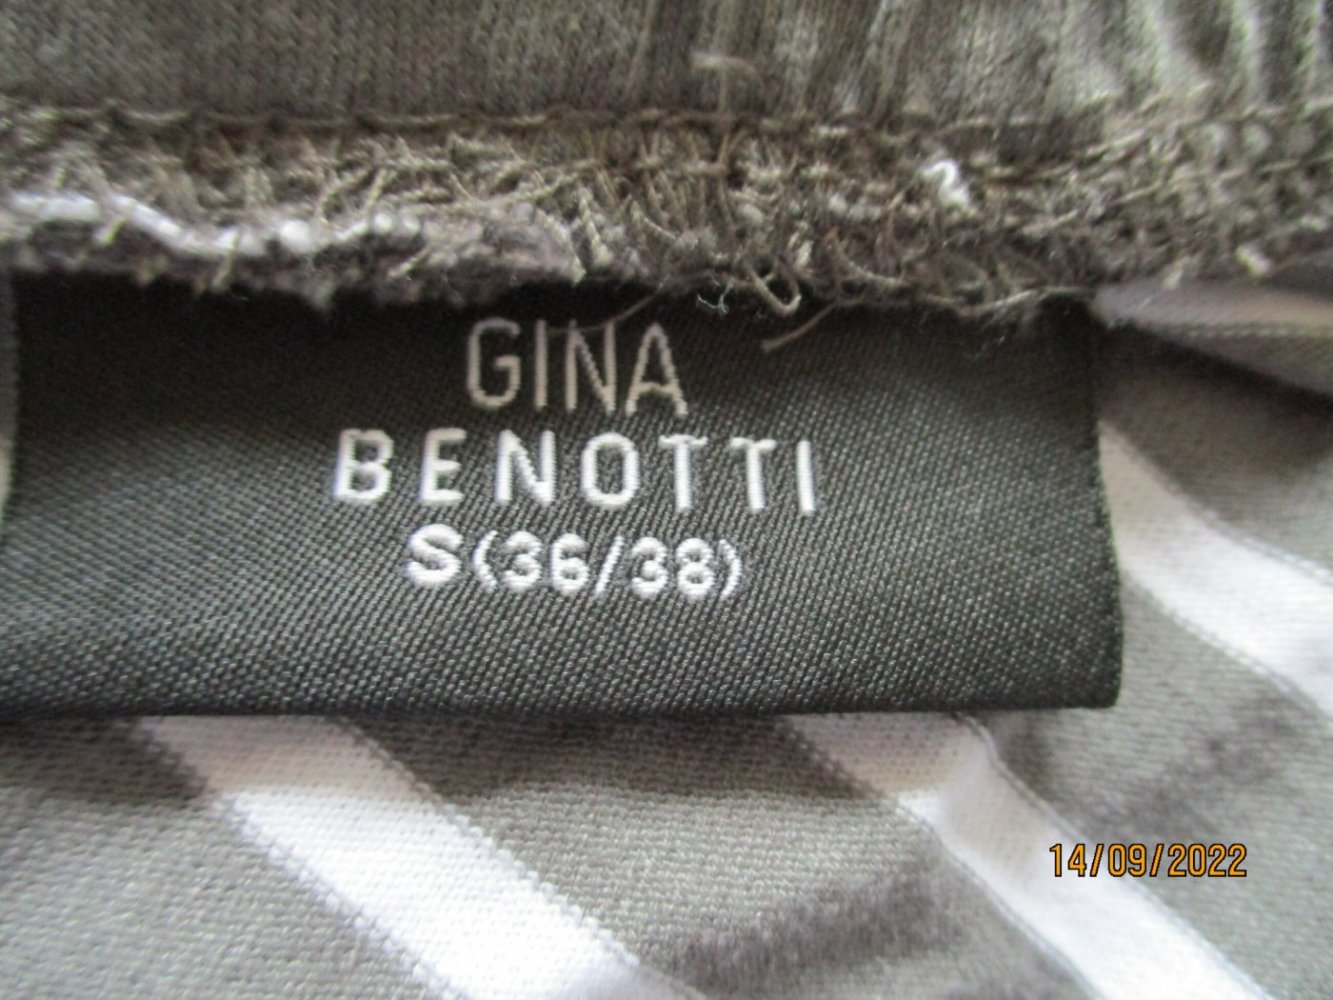 GINA
BENOTTI
S(36/38)
14/09/2022